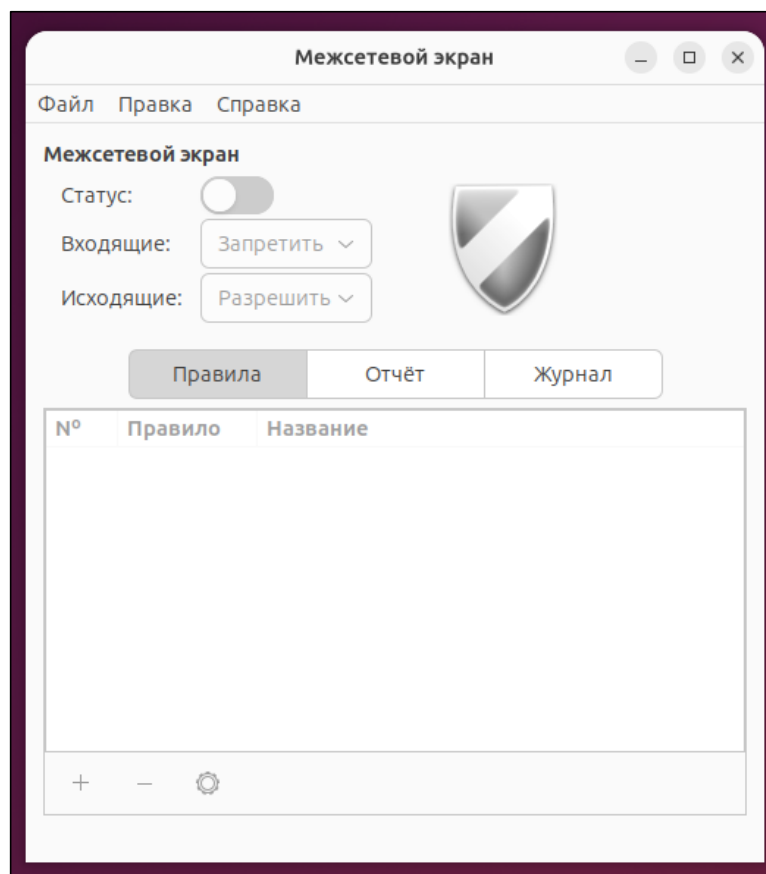 Межсетевой экран
Файл Правка Справка
Межсетевой экран
Статус:
Входящие: Запретить
Исходящие: Разрешить
Правила Отчёт Журнал
Nº Правило Название